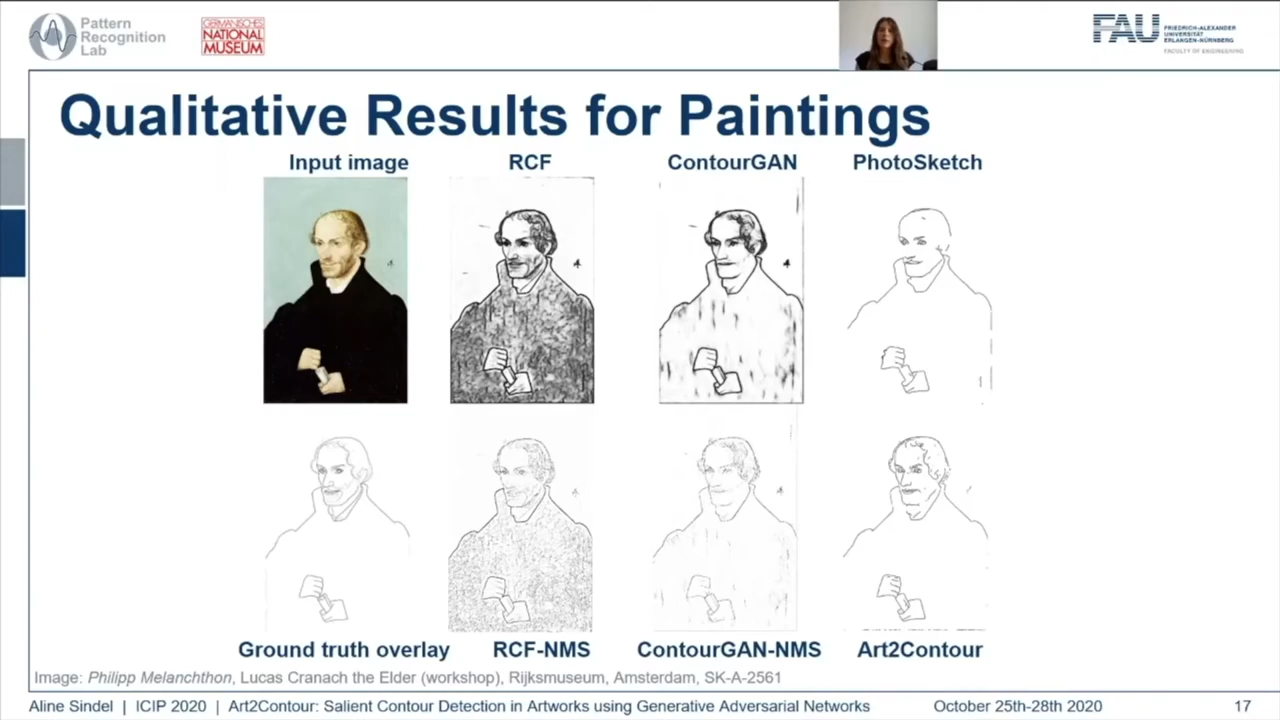 Pattern
Recognition
Lab
GERMANISCHES
NATIONAL
MUSEUM
FAU
FRIEDRICH-ALEXANDER
UNIVERSITÄT
ERLANGEN-NÜRNBERG
FACULTY OF ENGINEERING
Qualitative Results for Paintings
Input image RCF ContourGAN PhotoSketch
Ground truth overlay RCF-NMS ContourGAN-NMS Art2Contour
Image: Philipp Melanchthon, Lucas Cranach the Elder (workshop), Rijksmuseum, Amsterdam, SK-A-2561
Aline Sindel | ICIP 2020 | Art2Contour: Salient Contour Detection in Artworks using Generative Adversarial Networks October 25th-28th 2020 17